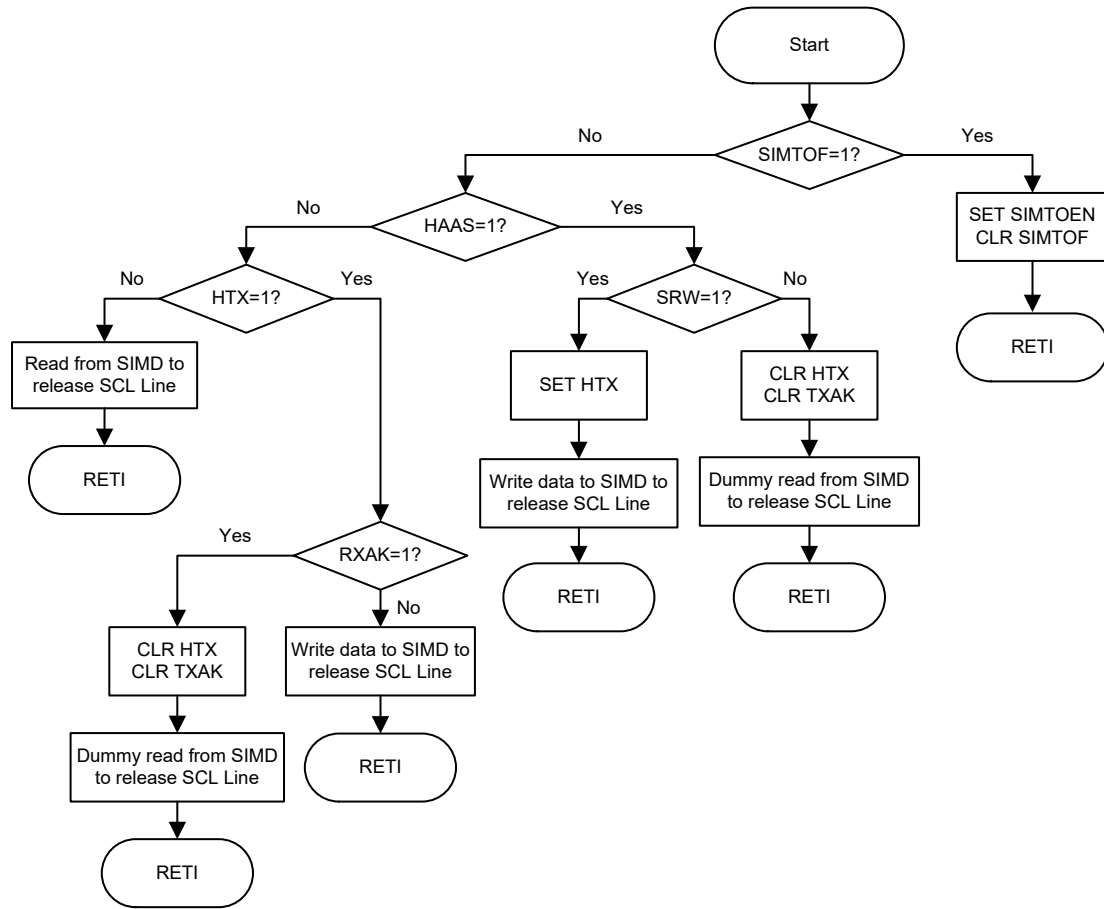 Start
No
Yes
SIMTOF=1?
No
Yes
HAAS=1?
SET SIMTOEN
CLR SIMTOF
No
Yes
HTX=1?
Yes
No
SRW=1?
RETI
Read from SIMD to
release SCL Line
SET HTX
CLR HTX
CLR TXAK
RETI
Write data to SIMD to
release SCL Line
Dummy read from SIMD
to release SCL Line
Yes
RXAK=1?
No
RETI
RETI
CLR HTX
CLR TXAK
Write data to SIMD to
release SCL Line
Dummy read from SIMD
to release SCL Line
RETI
RETI